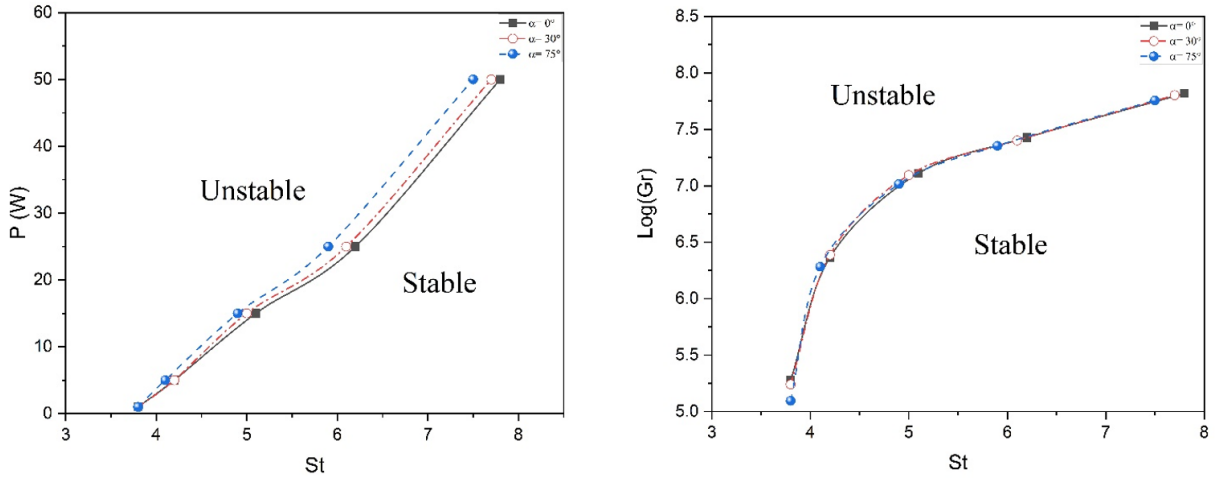 60
50
40
30
20
10
0
P (W)
α= 0°
α= 30°
α= 75°
Unstable
Stable
3 4 5 6 7 8
St
8.5
8.0
7.5
7.0
6.5
6.0
5.5
5.0
Log(Gr)
α= 0°
α= 30°
α= 75°
Unstable
Stable
3 4 5 6 7 8
St